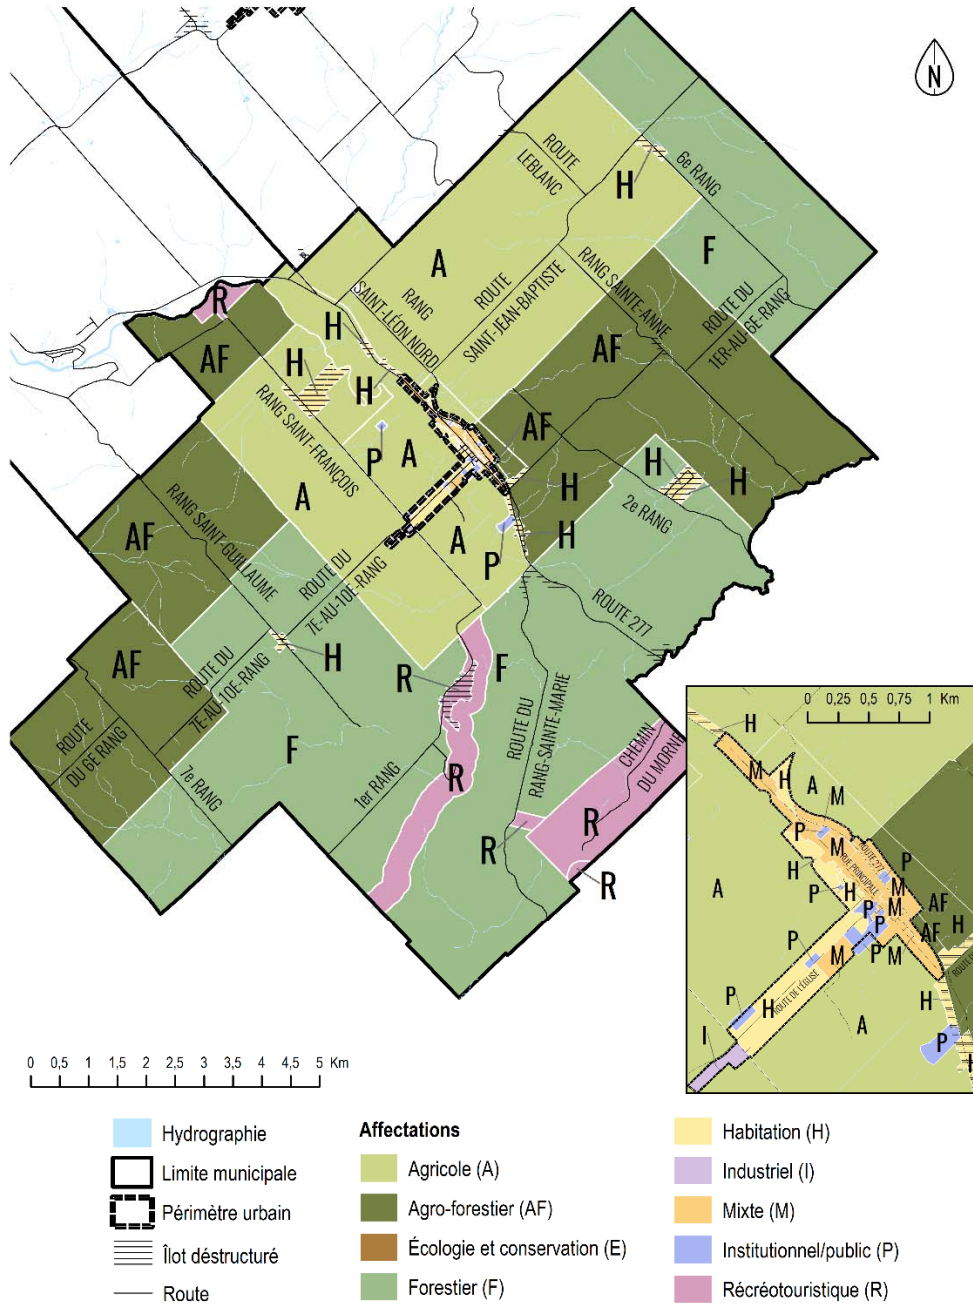 N
ROUTE
LEBLANC
6e RANG
H
F
A
RANG
SAINT-LÉON NORD
ROUTE
SAINT-JEAN-BAPTISTE
RANG SAINTE-ANNE
ROUTE DU
1ER-AU-6E-RANG
R
H
AF
AF
H
H
RANG SAINT-FRANÇOIS
P
A
AF
A
H
H
H
2e RANG
RANG SAINT-GUILLAUME
AF
A
P
H
ROUTE DU
7E-AU-10E-RANG
ROUTE 277
AF
ROUTE DU
7E-AU-10E-RANG
H
R
F
ROUTE
DU 6E RANG
7e RANG
F
1er RANG
R
ROUTE DU
RANG-SAINTE-MARIE
CHEMIN
DU MORNE
R
R
R
0 0,25 0,5 0,75 1 Km
H
M
H
A
M
P
M
ROUTE 277
P
RUE PRINCIPALE
H
M
A
P
H
M
AF
P
P
H
AF
P
M
P
M
ROUTE DE L'ÉGLISE
H
P
H
A
I
P
H
0 0,5 1 1,5 2 2,5 3 3,5 4 4,5 5 Km
Hydrographie
Limite municipale
Périmètre urbain
Îlot déstructuré
Route
Affectations
Agricole (A)
Agro-forestier (AF)
Écologie et conservation (E)
Forestier (F)
Habitation (H)
Industriel (I)
Mixte (M)
Institutionnel/public (P)
Récréotouristique (R)